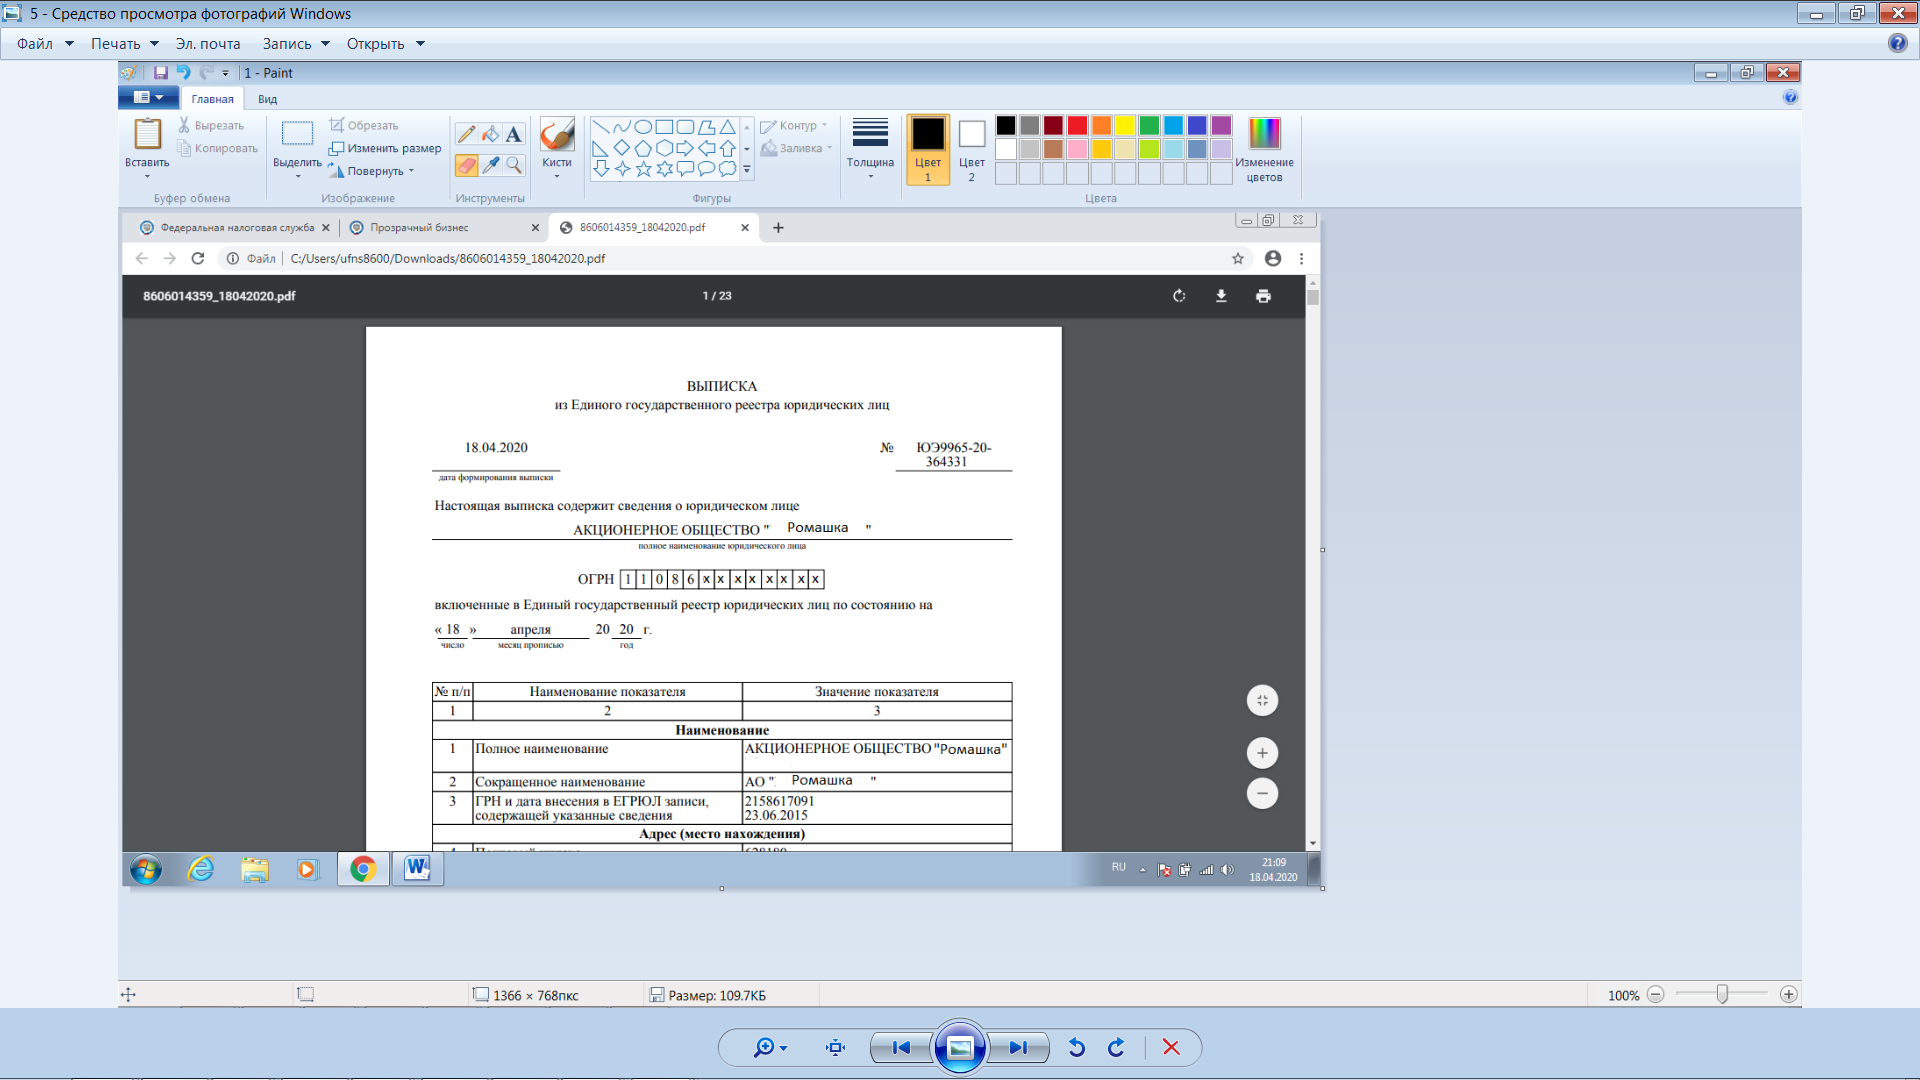 5 - Средство просмотра фотографий Windows
Файл Печать Эл. почта Запись Открыть
1 - Paint
Главная Вид
Вставить
Вырезать
Копировать
Буфер обмена
Выделить
Обрезать
Изменить размер
Повернуть
Изображение
A
Инструменты
Кисти
Фигуры
Контур
Заливка
Толщина
Цвет
1
Цвет
2
Изменение
цветов
Цвета
Федеральная налоговая служба Прозрачный бизнес 8606014359_18042020.pdf
Файл C:/Users/ufns8600/Downloads/8606014359_18042020.pdf
8606014359_18042020.pdf 1 / 23
ВЫПИСКА
из Единого государственного реестра юридических лиц
18.04.2020 № ЮЭ9965-20-
364331
дата формирования выписки
Настоящая выписка содержит сведения о юридическом лице
АКЦИОНЕРНОЕ ОБЩЕСТВО " Ромашка "
полное наименование юридического лица
ОГРН 1 1 0 8 6 x x x x x x x x
включенные в Единый государственный реестр юридических лиц по состоянию на
« 18 » апреля 20 20 г.
число месяц прописью год
№ п/п Наименование показателя Значение показателя
1 2 3
Наименование
1 Полное наименование АКЦИОНЕРНОЕ ОБЩЕСТВО "Ромашка"
2 Сокращенное наименование АО " Ромашка "
3 ГРН и дата внесения в ЕГРЮЛ записи, 2158617091
содержащей указанные сведения 23.06.2015
Адрес (место нахождения)
RU 21:09
18.04.2020
1366 × 768пкс Размер: 109.7КБ 100%